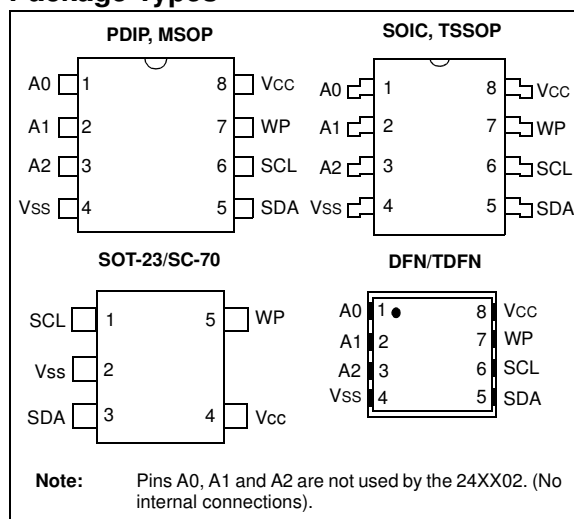 Package Types
PDIP, MSOP
A0 1 8 VCC
A1 2 7 WP
A2 3 6 SCL
VSS 4 5 SDA
SOIC, TSSOP
A0 1 8 VCC
A1 2 7 WP
A2 3 6 SCL
VSS 4 5 SDA
SOT-23/SC-70
SCL 1 5 WP
Vss 2
SDA 3 4 Vcc
DFN/TDFN
A0 1 8 VCC
A1 2 7 WP
A2 3 6 SCL
VSS 4 5 SDA
Note: Pins A0, A1 and A2 are not used by the 24XX02. (No
internal connections).